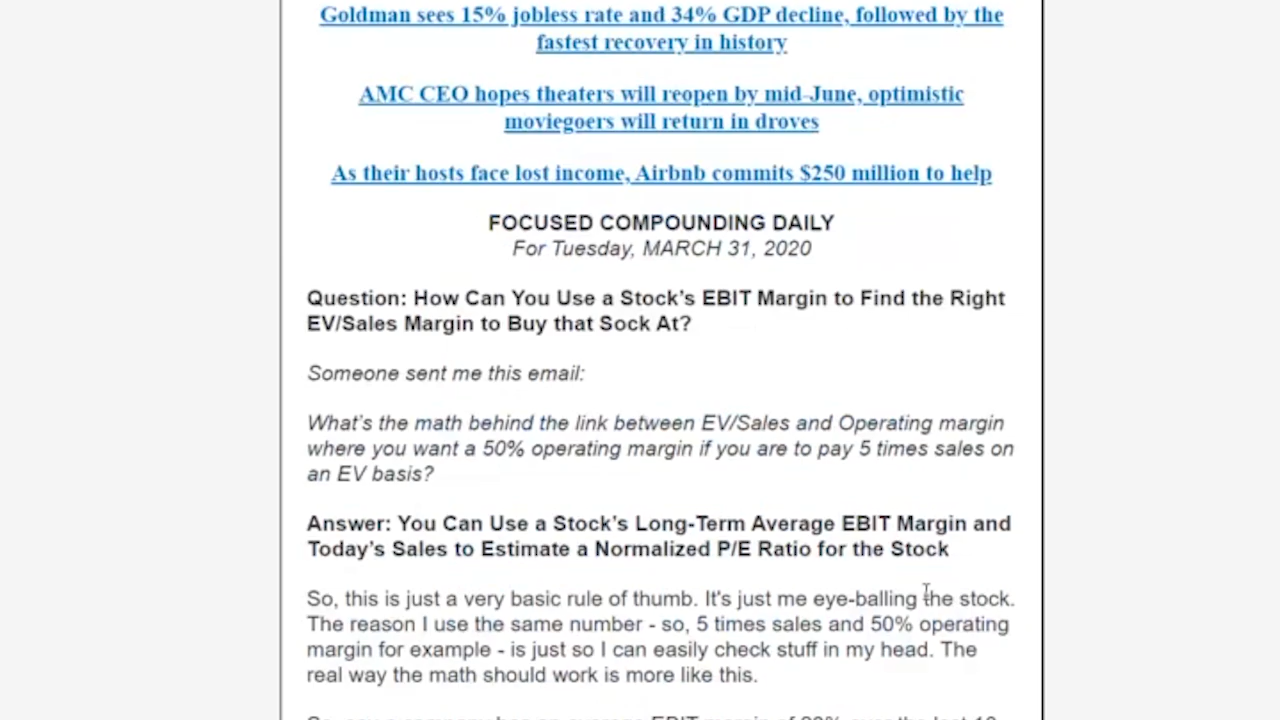 Goldman sees 15% jobless rate and 34% GDP decline, followed by the
fastest recovery in history
AMC CEO hopes theaters will reopen by mid-June, optimistic
moviegoers will return in droves
As their hosts face lost income, Airbnb commits $250 million to help
FOCUSED COMPOUNDING DAILY
For Tuesday, MARCH 31, 2020
Question: How Can You Use a Stock's EBIT Margin to Find the Right
EV/Sales Margin to Buy that Sock At?
Someone sent me this email:
What's the math behind the link between EV/Sales and Operating margin
where you want a 50% operating margin if you are to pay 5 times sales on
an EV basis?
Answer: You Can Use a Stock's Long-Term Average EBIT Margin and
Today's Sales to Estimate a Normalized P/E Ratio for the Stock
So, this is just a very basic rule of thumb. It's just me eye-balling the stock.
The reason I use the same number - so, 5 times sales and 50% operating
margin for example - is just so I can easily check stuff in my head. The
real way the math should work is more like this.